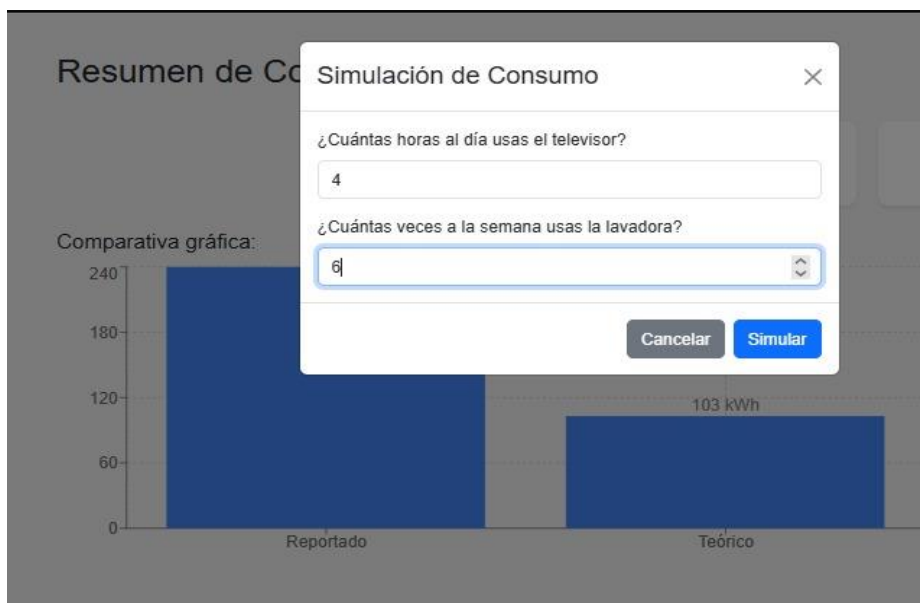 Resumen de Co
Simulación de Consumo
¿Cuántas horas al día usas el televisor?
4
¿Cuántas veces a la semana usas la lavadora?
6
Cancelar Simular
Comparativa gráfica:
240
180
120
60
0
103 kWh
Reportado Teórico